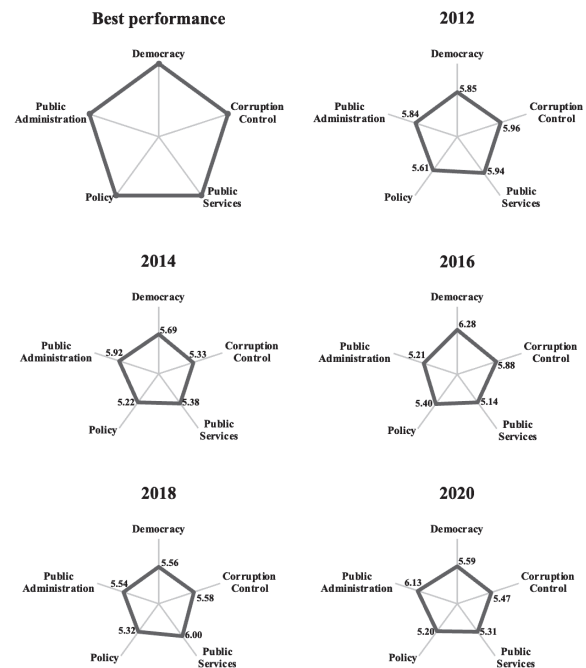 Best performance
Democracy
Public
Administration
Corruption
Control
Policy
Public
Services
2012
Democracy
5.85
Public
Administration
5.84
Corruption
Control
5.96
5.61
5.94
Policy
Public
Services
2014
Democracy
5.69
Public
Administration
5.92
Corruption
Control
5.33
5.22
5.38
Policy
Public
Services
2016
Democracy
6.28
Public
Administration
5.21
Corruption
Control
5.88
5.40
5.14
Policy
Public
Services
2018
Democracy
5.56
Public
Administration
5.54
Corruption
Control
5.58
5.32
6.00
Policy
Public
Services
2020
Democracy
5.59
Public
Administration
6.13
Corruption
Control
5.47
5.20
5.31
Policy
Public
Services